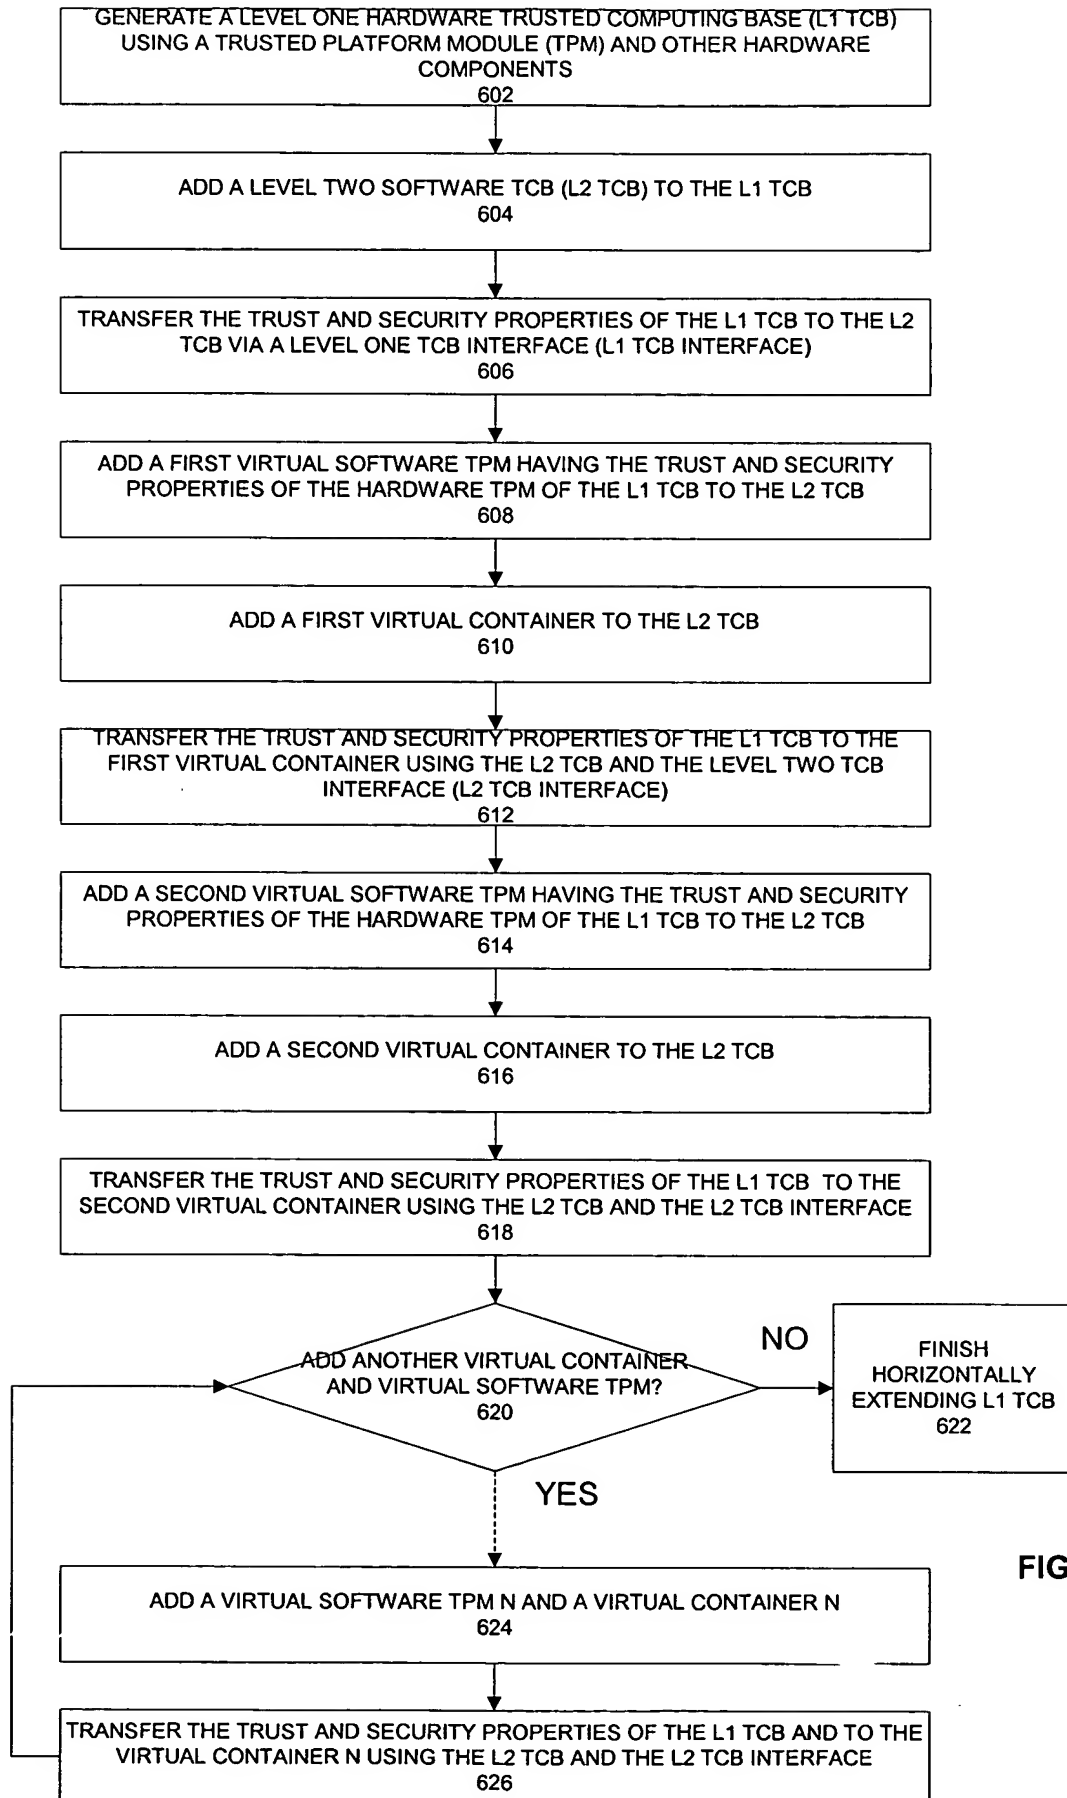 GENERATE A LEVEL ONE HARDWARE TRUSTED COMPUTING BASE (L1 TCB)
USING A TRUSTED PLATFORM MODULE (TPM) AND OTHER HARDWARE
COMPONENTS
602
ADD A LEVEL TWO SOFTWARE TCB (L2 TCB) TO THE L1 TCB
604
TRANSFER THE TRUST AND SECURITY PROPERTIES OF THE L1 TCB TO THE L2
TCB VIA A LEVEL ONE TCB INTERFACE (L1 TCB INTERFACE)
606
ADD A FIRST VIRTUAL SOFTWARE TPM HAVING THE TRUST AND SECURITY
PROPERTIES OF THE HARDWARE TPM OF THE L1 TCB TO THE L2 TCB
608
ADD A FIRST VIRTUAL CONTAINER TO THE L2 TCB
610
TRANSFER THE TRUST AND SECURITY PROPERTIES OF THE L1 TCB TO THE
FIRST VIRTUAL CONTAINER USING THE L2 TCB AND THE LEVEL TWO TCB
INTERFACE (L2 TCB INTERFACE)
612
ADD A SECOND VIRTUAL SOFTWARE TPM HAVING THE TRUST AND SECURITY
PROPERTIES OF THE HARDWARE TPM OF THE L1 TCB TO THE L2 TCB
614
ADD A SECOND VIRTUAL CONTAINER TO THE L2 TCB
616
TRANSFER THE TRUST AND SECURITY PROPERTIES OF THE L1 TCB TO THE
SECOND VIRTUAL CONTAINER USING THE L2 TCB AND THE L2 TCB INTERFACE
618
ADD ANOTHER VIRTUAL CONTAINER
AND VIRTUAL SOFTWARE TPM?
620
NO
FINISH
HORIZONTALLY
EXTENDING L1 TCB
622
YES
FIG
ADD A VIRTUAL SOFTWARE TPM N AND A VIRTUAL CONTAINER N
624
TRANSFER THE TRUST AND SECURITY PROPERTIES OF THE L1 TCB AND TO THE
VIRTUAL CONTAINER N USING THE L2 TCB AND THE L2 TCB INTERFACE
626